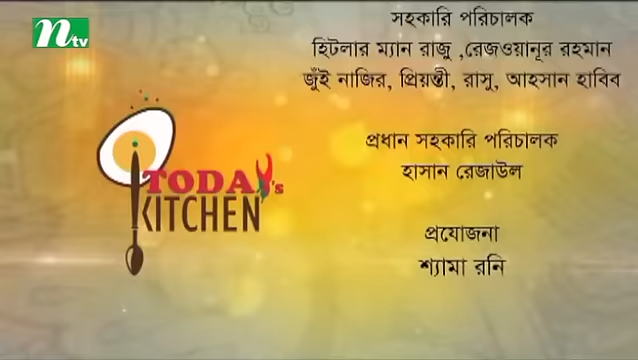 ntv
সহকারি পরিচালক
হিটলার ম্যান রাজু ,রেজওয়ানূর রহমান
জুঁই নাজির, প্রিয়ন্তী, রাসু, আহসান হাবিব
প্রধান সহকারি পরিচালক
হাসান রেজাউল
TODAY's
KITCHEN
প্রযোজনা
শ্যামা রনি